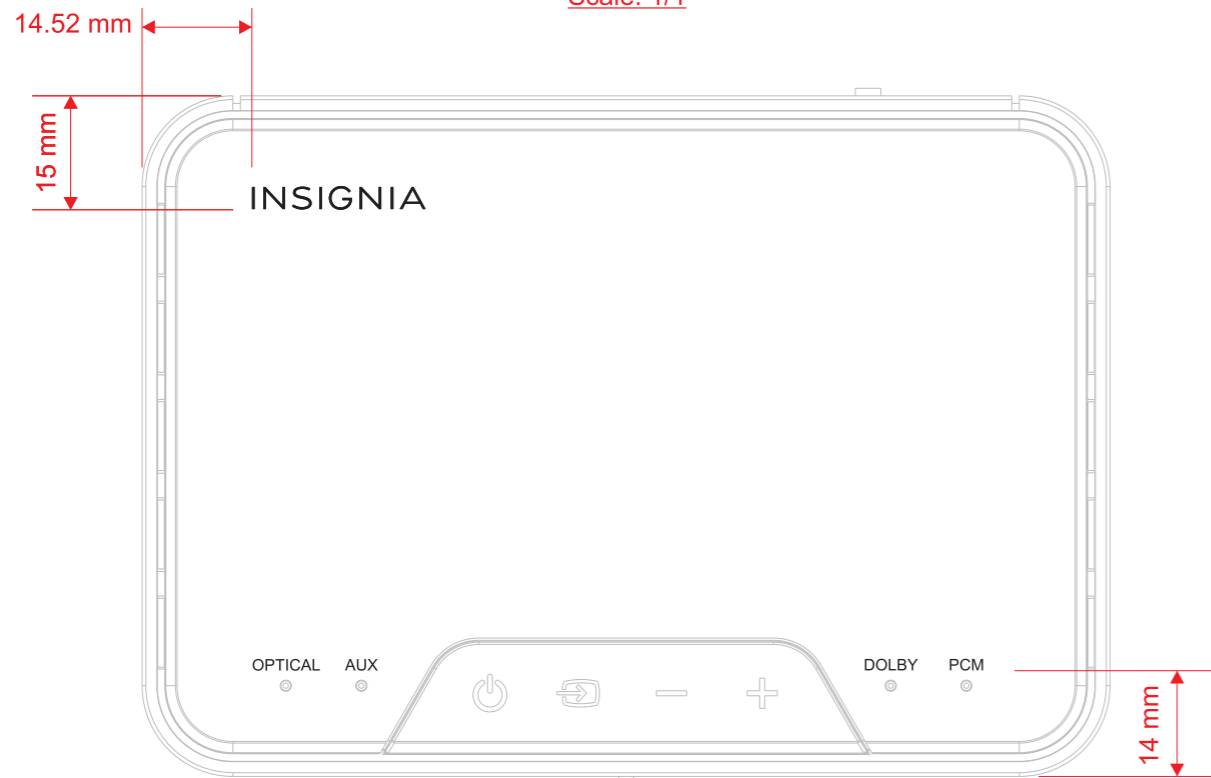 Scale: 1/1
14.52 mm
15 mm
INSIGNIA
OPTICAL AUX DOLBY PCM
14 mm